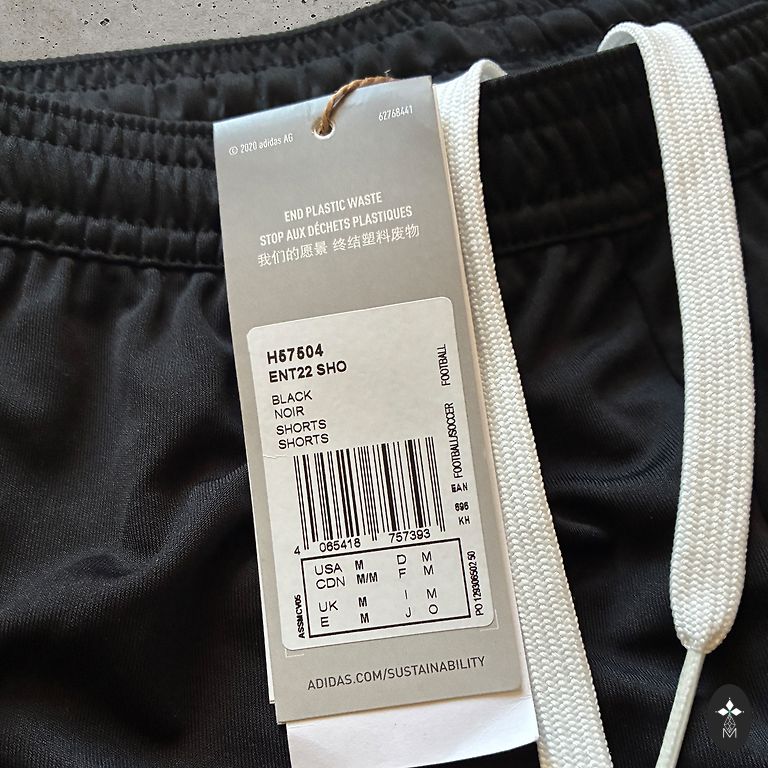 © 2020 adidas AG
62768441
END PLASTIC WASTE
STOP AUX DÉCHETS PLASTIQUES
我们的愿景 终结塑料废物
H57504
ENT22 SHO
BLACK
NOIR
SHORTS
SHORTS
FOOTBALL/SOCCER FOOTBALL
EAN
695
KH
4 065418 757393
USA M D M
CDN M/M F M
UK M I M
E M J O
ASSMCV05
PO 129306502 50
ADIDAS.COM/SUSTAINABILITY
M